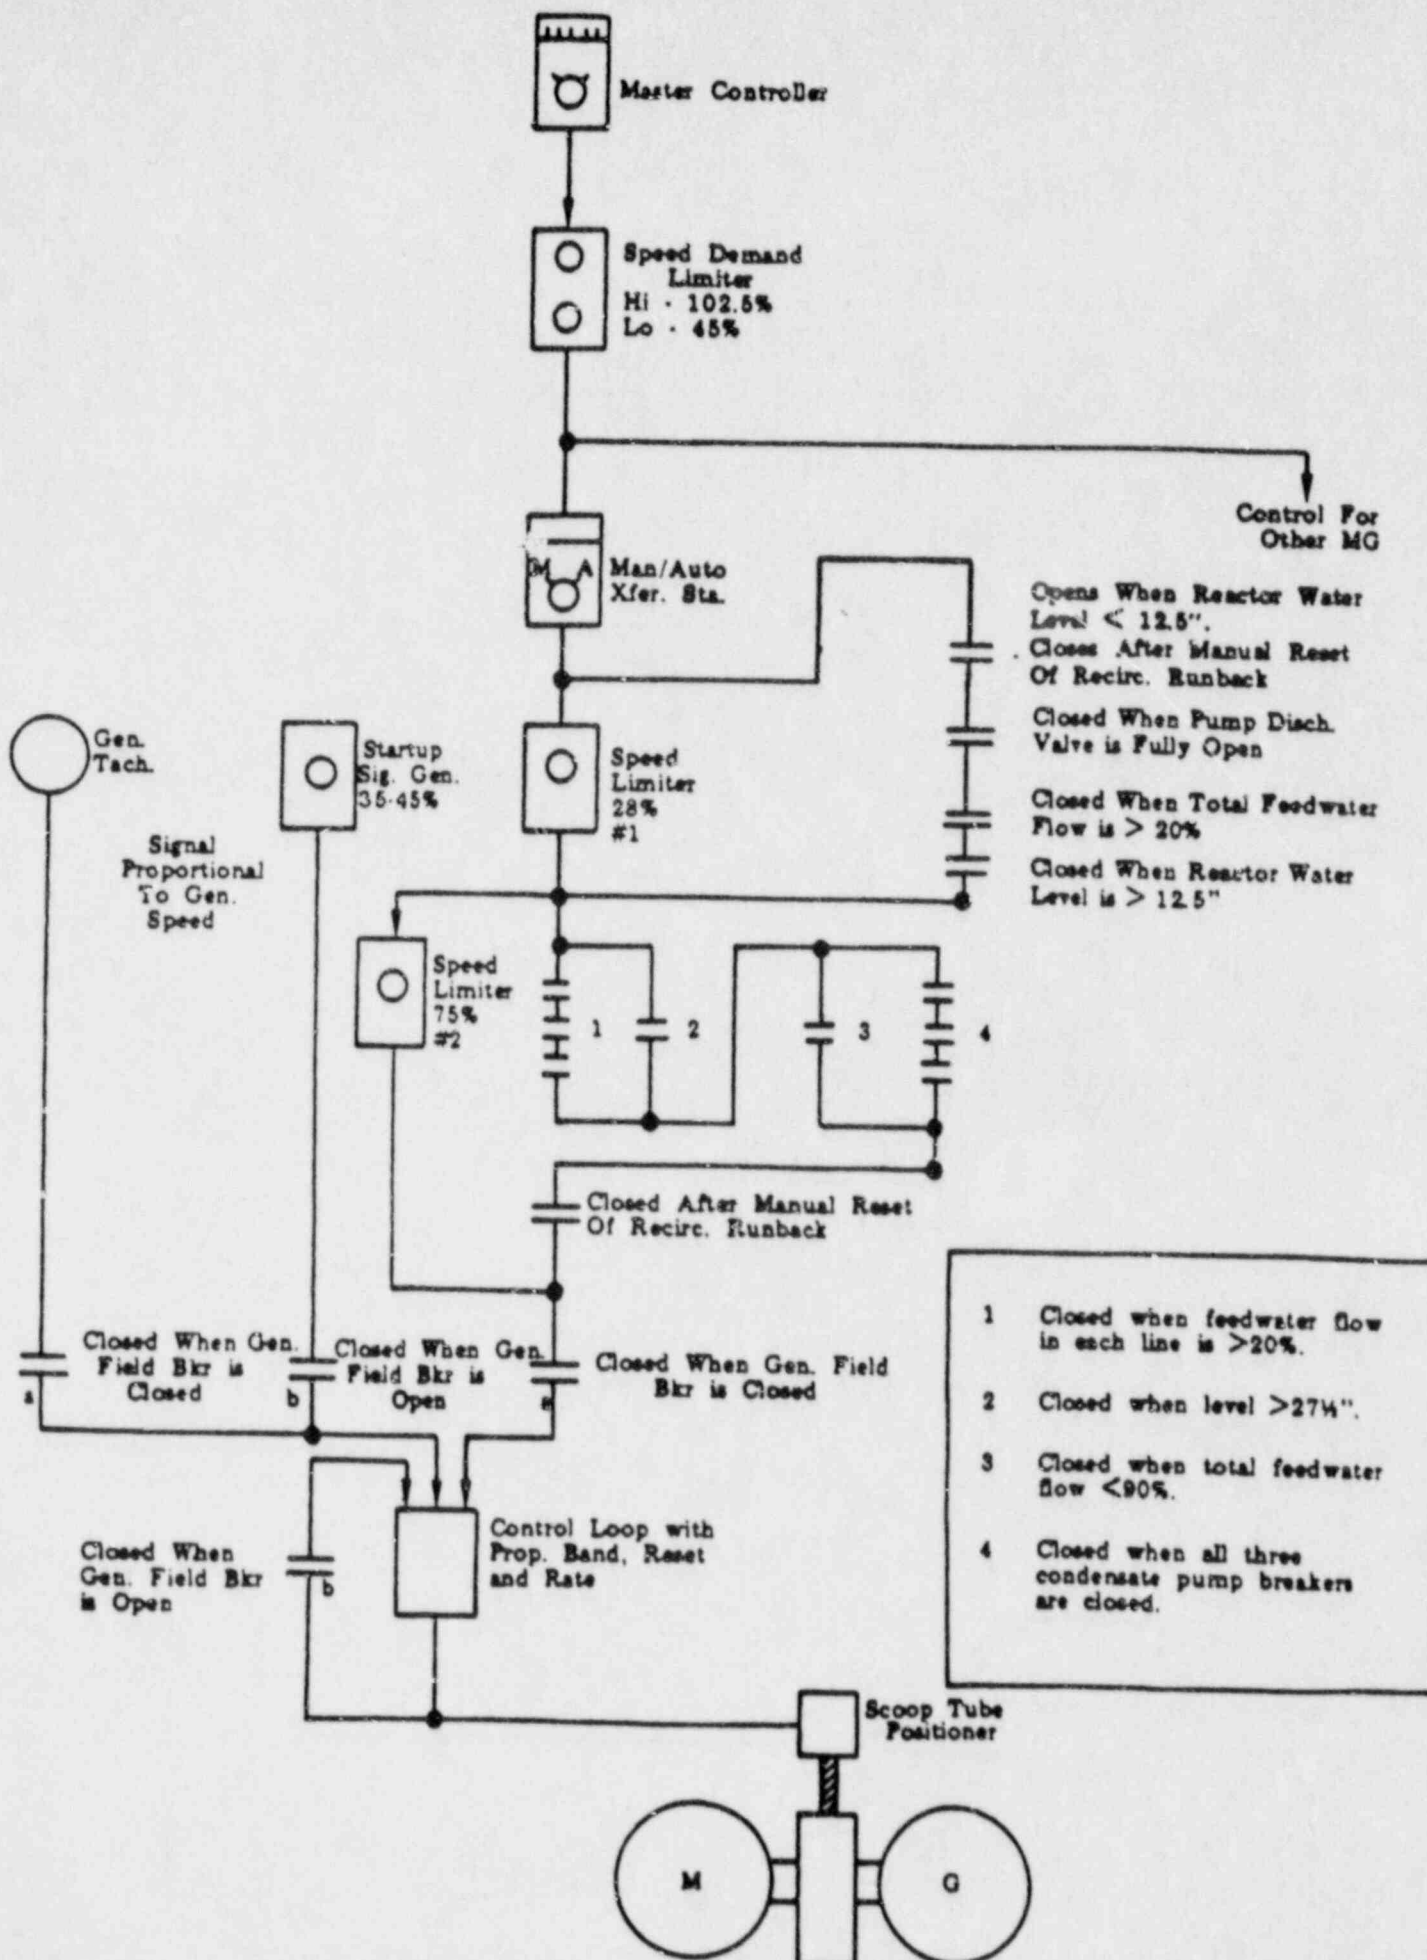 Master Controller
Speed Demand
Limiter
Hi - 102.5%
Lo - 45%
Control For
Other MG
M A
Man/Auto
Xfer. Sta.
Opens When Reactor Water
Level < 12.5".
Closes After Manual Reset
Of Recirc. Runback
Closed When Pump Disch.
Valve is Fully Open
Closed When Total Feedwater
Flow is > 20%
Closed When Reactor Water
Level is > 12.5"
Gen.
Tach.
Startup
Sig. Gen.
35-45%
Speed
Limiter
28%
#1
Signal
Proportional
To Gen.
Speed
Speed
Limiter
75%
#2
1
2
3
4
Closed After Manual Reset
Of Recirc. Runback
Closed When Gen.
Field Bkr is
Closed
a
Closed When Gen.
Field Bkr is
Open
b
Closed When Gen. Field
Bkr is Closed
a
Closed When
Gen. Field Bkr
is Open
b
Control Loop with
Prop. Band, Reset
and Rate
1 Closed when feedwater flow
in each line is >20%.
2 Closed when level >27½".
3 Closed when total feedwater
flow <90%.
4 Closed when all three
condensate pump breakers
are closed.
Scoop Tube
Positioner
M
G